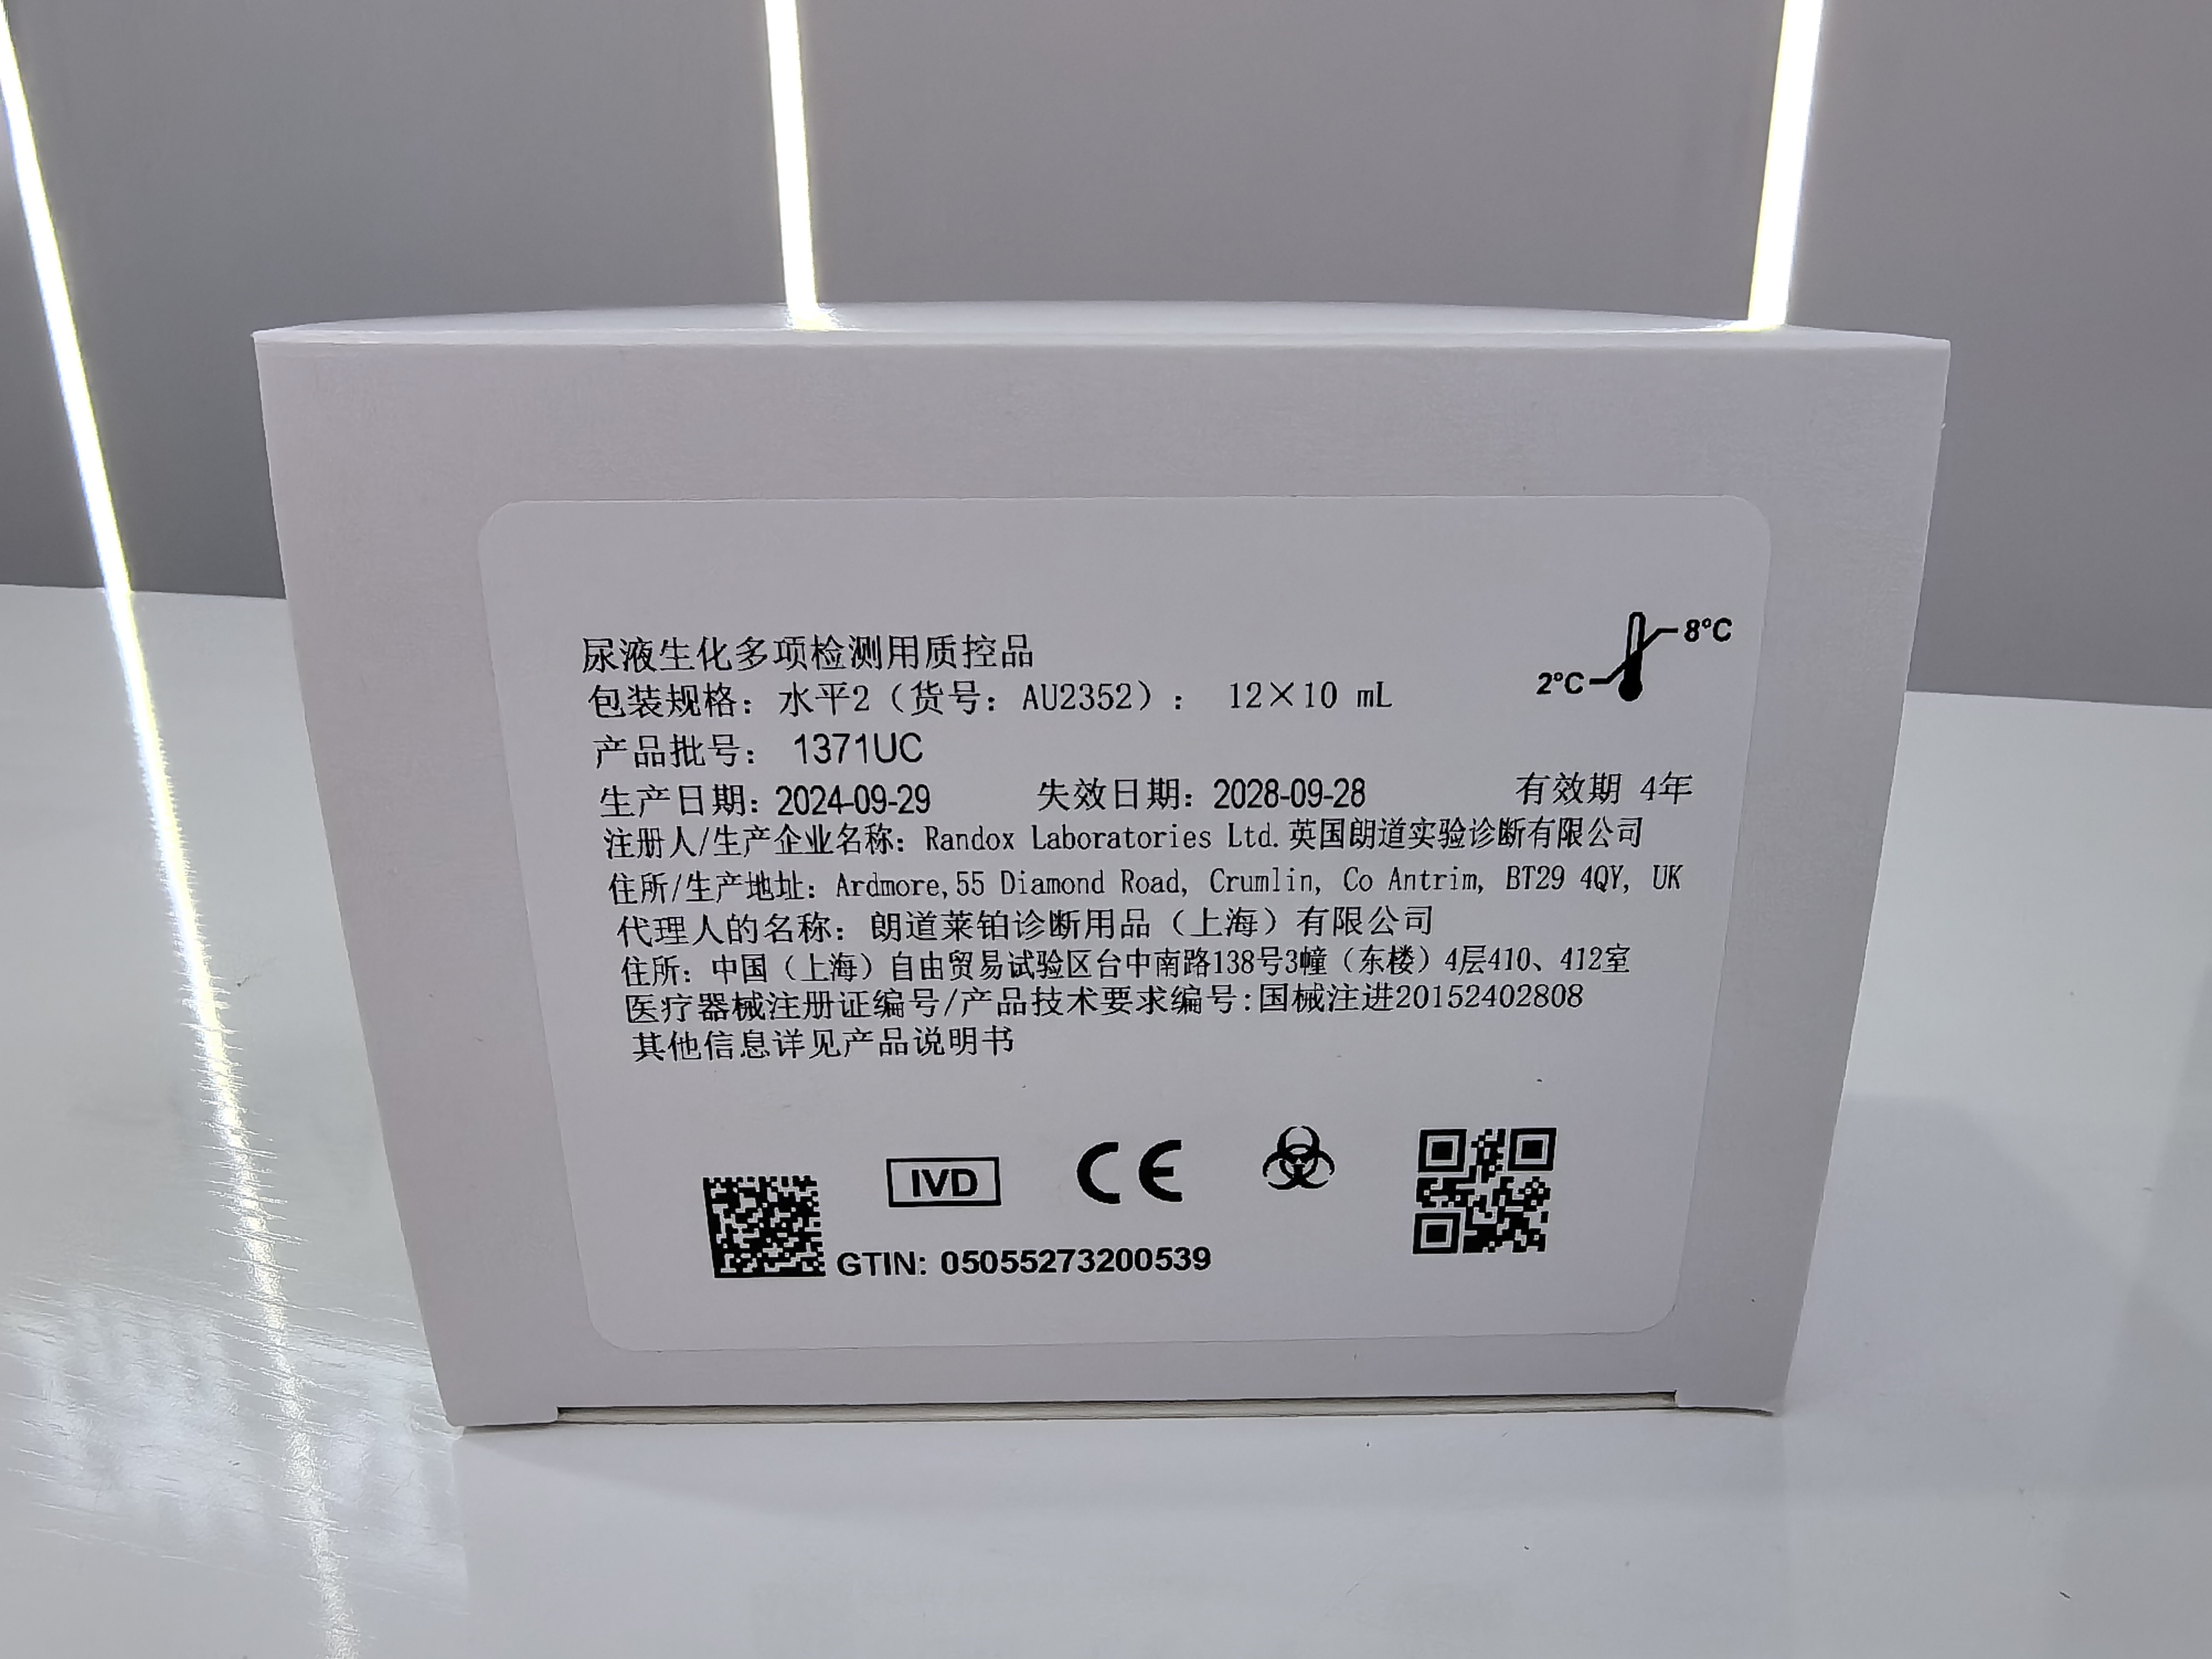 尿液生化多项检测用质控品
8°C
2°C
包装规格：水平2（货号：AU2352）： 12×10 mL
产品批号： 1371UC
生产日期：2024-09-29 失效日期：2028-09-28 有效期 4年
注册人/生产企业名称：Randox Laboratories Ltd.英国朗道实验诊断有限公司
住所/生产地址：Ardmore,55 Diamond Road, Crumlin, Co Antrim, BT29 4QY, UK
代理人的名称：朗道莱铂诊断用品（上海）有限公司
住所：中国（上海）自由贸易试验区台中南路138号3幢（东楼）4层410、412室
医疗器械注册证编号/产品技术要求编号:国械注进20152402808
其他信息详见产品说明书
IVD CE
GTIN: 05055273200539